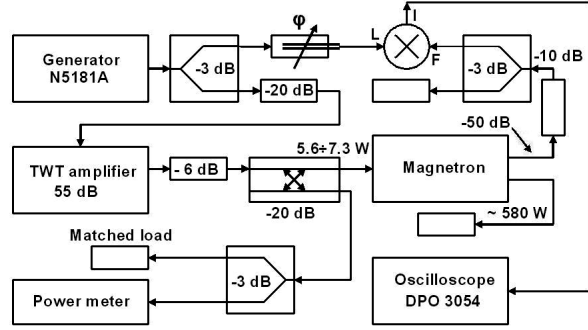 φ
I
Generator
N5181A
-3 dB
L
F
-3 dB
-10 dB
-20 dB
-50 dB
TWT amplifier
55 dB
- 6 dB
5.6÷7.3 W
-20 dB
Magnetron
~ 580 W
Matched load
-3 dB
Power meter
Oscilloscope
DPO 3054